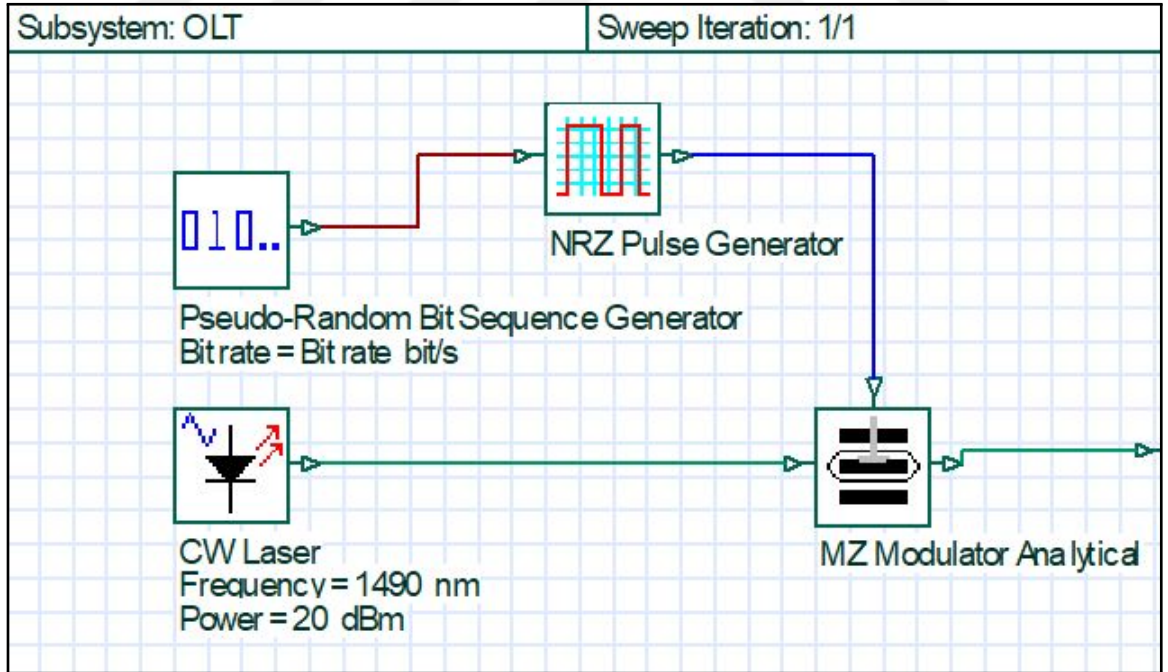 Subsystem: OLT
Sweep Iteration: 1/1
010..
NRZ Pulse Generator
Pseudo-Random Bit Sequence Generator
Bit rate = Bit rate bit/s
CW Laser
Frequency = 1490 nm
Power = 20 dBm
MZ Modulator Analytical